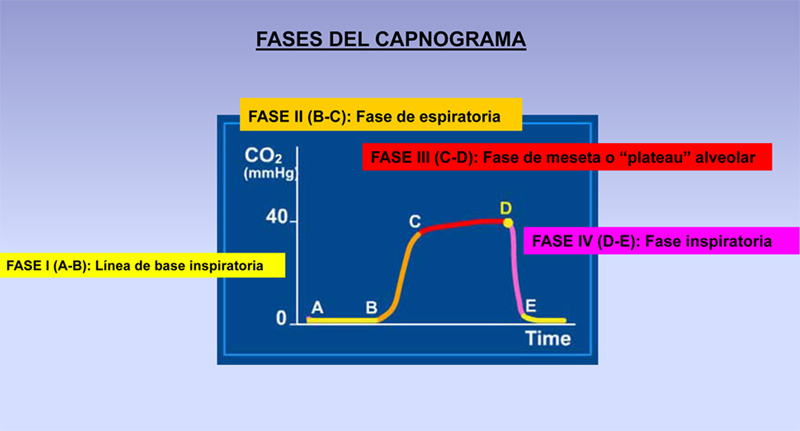 FASES DEL CAPNOGRAMA
FASE II (B-C): Fase de espiratoria
CO₂
(mmHg)
FASE III (C-D): Fase de meseta o “plateau” alveolar
40
C
D
FASE IV (D-E): Fase inspiratoria
FASE I (A-B): Línea de base inspiratoria
A
B
E
0
Time